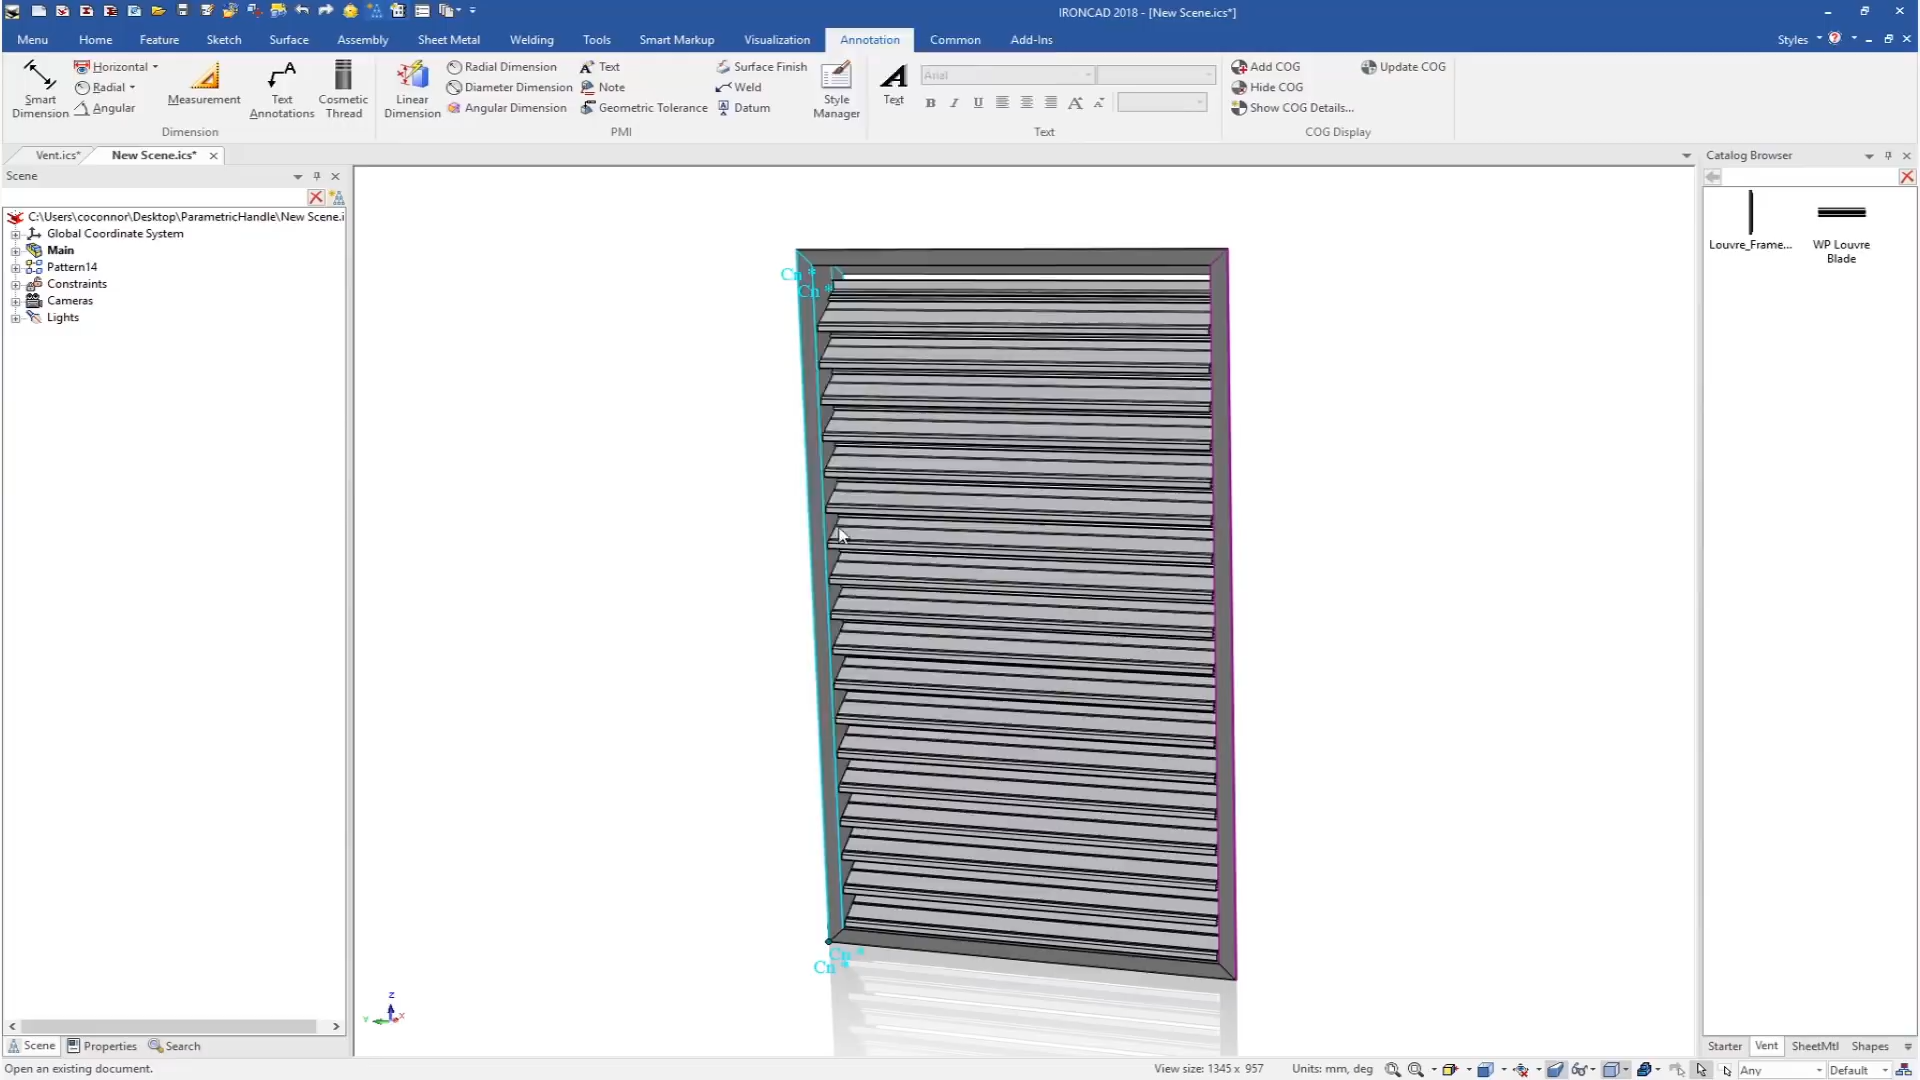 IRONCAD 2018 - [New Scene.ics*]
Menu Home Feature Sketch Surface Assembly Sheet Metal Welding Tools Smart Markup Visualization Annotation Common Add-Ins Styles
Smart Dimension
Horizontal
Radial
Angular
Measurement
Text Annotations
Cosmetic Thread
Dimension
Linear Dimension
Radial Dimension
Diameter Dimension
Angular Dimension
Text
Note
Geometric Tolerance
Surface Finish
Weld
Datum
Style Manager
PMI
A
Text
Arial
B I U A A
Text
Add COG
Hide COG
Show COG Details...
Update COG
COG Display
Vent.ics* New Scene.ics*
Scene
C:\Users\coconnor\Desktop\ParametricHandle\New Scene.i
Global Coordinate System
Main
Pattern14
Constraints
Cameras
Lights
Cn *
Cn *
Cn *
Cn *
Z
Y X
Catalog Browser
Louvre_Frame...
WP Louvre Blade
Scene Properties Search
Starter Vent SheetMtl Shapes
Open an existing document.
View size: 1345 x 957
Units: mm, deg
Any
Default